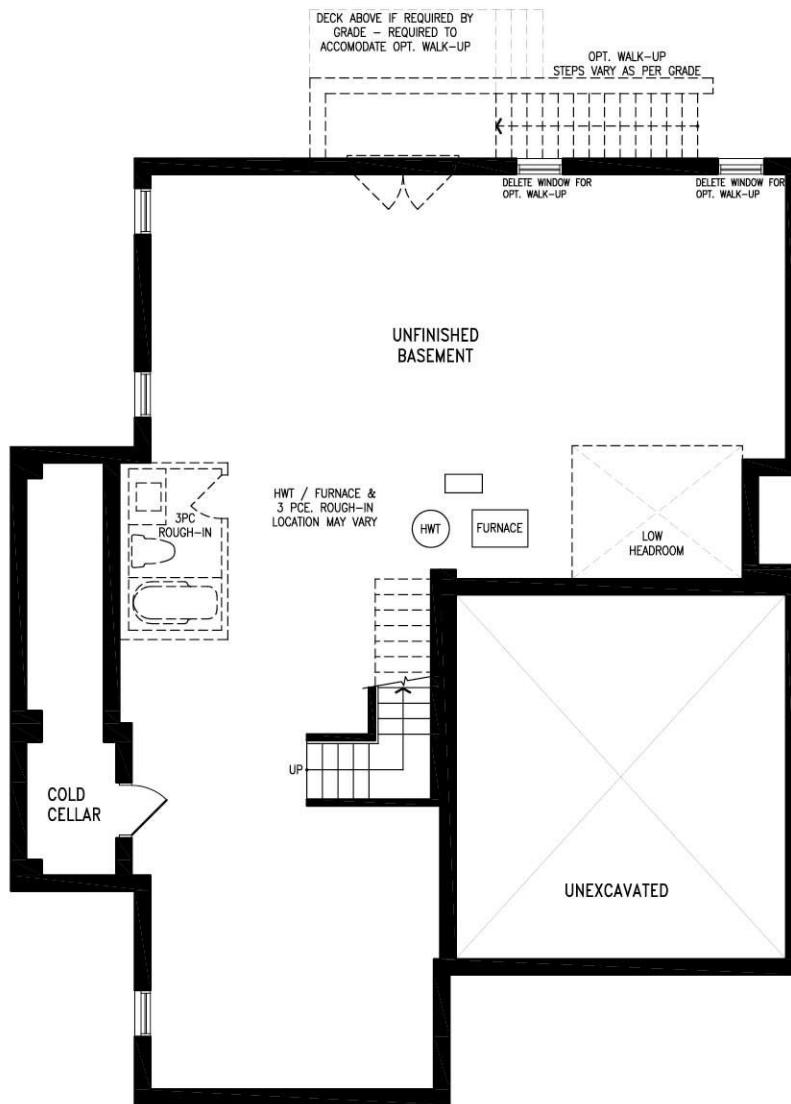 DECK ABOVE IF REQUIRED BY
GRADE – REQUIRED TO
ACCOMODATE OPT. WALK-UP
OPT. WALK-UP
STEPS VARY AS PER GRADE
DELETE WINDOW FOR
OPT. WALK-UP
DELETE WINDOW FOR
OPT. WALK-UP
UNFINISHED
BASEMENT
HWT / FURNACE &
3 PCE. ROUGH-IN
LOCATION MAY VARY
3PC
ROUGH-IN
HWT
FURNACE
LOW
HEADROOM
UP
COLD
CELLAR
UNEXCAVATED